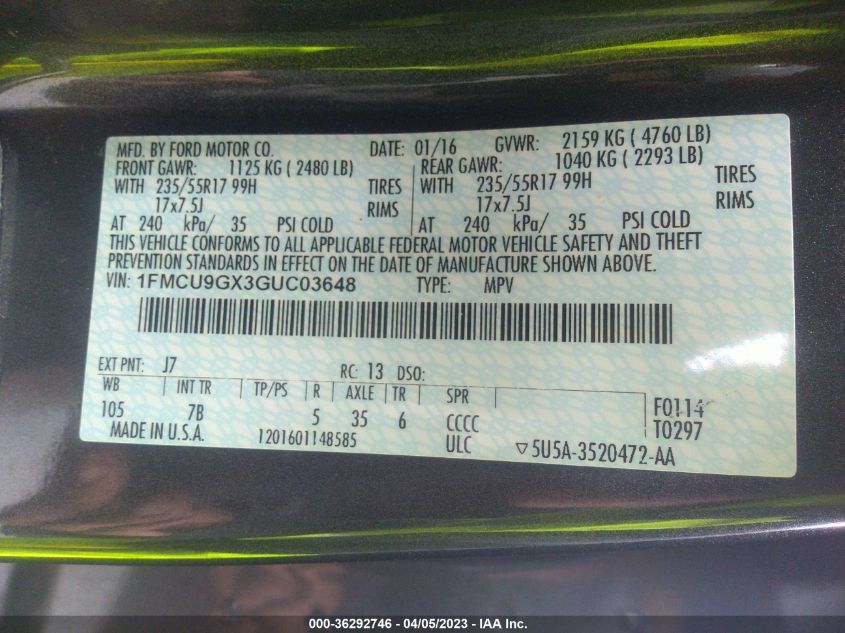 MFD. BY FORD MOTOR CO. DATE: 01/16 GVWR: 2159 KG ( 4760 LB)
FRONT GAWR: 1125 KG ( 2480 LB) REAR GAWR: 1040 KG ( 2293 LB)
WITH 235/55R17 99H TIRES WITH 235/55R17 99H TIRES
17x7.5J RIMS 17x7.5J RIMS
AT 240 kPa/ 35 PSI COLD AT 240 kPa/ 35 PSI COLD
THIS VEHICLE CONFORMS TO ALL APPLICABLE FEDERAL MOTOR VEHICLE SAFETY AND THEFT
PREVENTION STANDARDS IN EFFECT ON THE DATE OF MANUFACTURE SHOWN ABOVE.
VIN: 1FMCU9GX3GUC03648 TYPE: MPV
EXT PNT: J7 RC: 13 DSO:
WB INT TR TP/PS R AXLE TR SPR
105 7B 5 35 6 CCCC F0114
MADE IN U.S.A. 1201601148585 ULC T0297
▽5U5A-3520472-AA
000-36292746 - 04/05/2023 - IAA Inc.